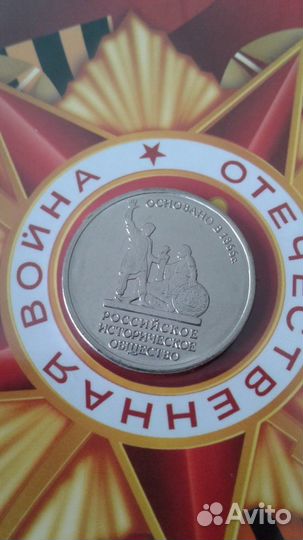 ОТЕЧЕСТВЕННАЯ ВОЙНА
ОСНОВАНО В 1866г.
РОССИЙСКОЕ
ИСТОРИЧЕСКОЕ
ОБЩЕСТВО
Avito